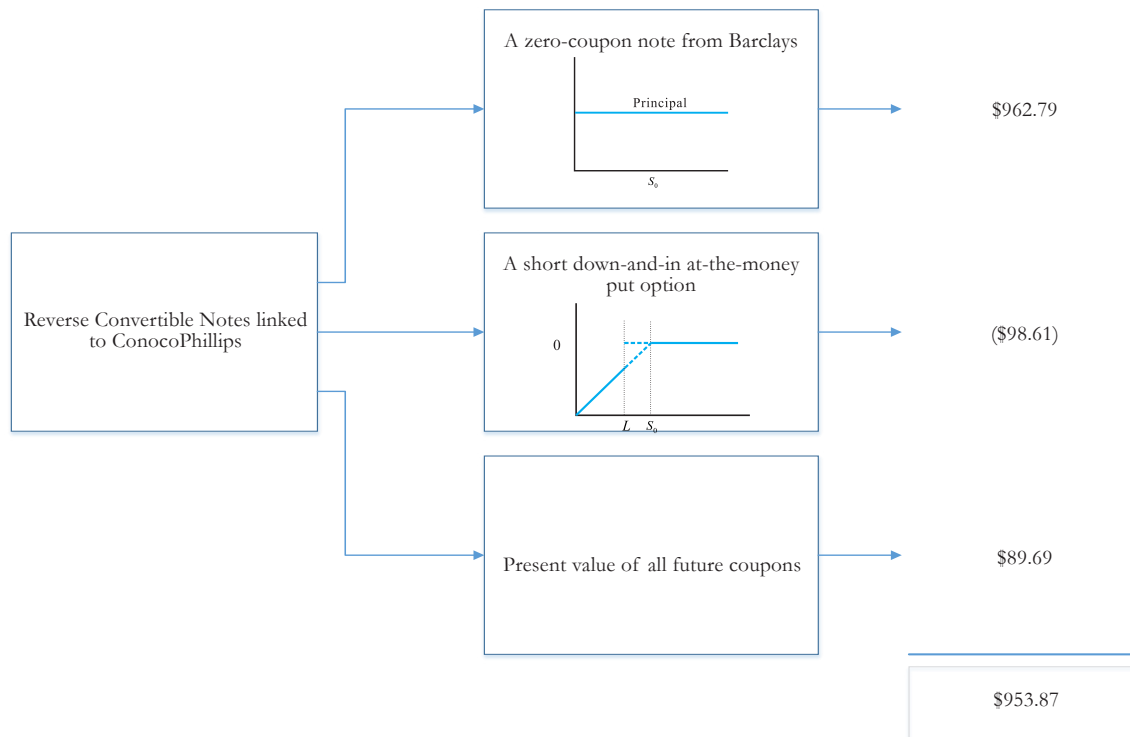 A zero-coupon note from Barclays
Principal
S₀
$962.79
Reverse Convertible Notes linked
to ConocoPhillips
A short down-and-in at-the-money
put option
0
L S₀
($98.61)
Present value of all future coupons
$89.69
$953.87